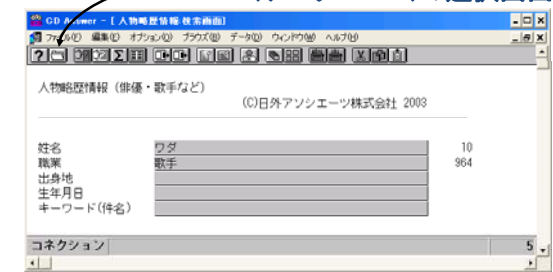 選択画面
CD Answer - [ 人物略歴情報 検索画面]
ファイル(F) 編集(E) オプション(O) ブラウズ(B) データ(D) ウィンドウ(W) ヘルプ(H)
人物略歴情報 (俳優・歌手など)
(C)日外アソシエーツ株式会社 2003
姓名 ワダ 10
職業 歌手 964
出身地
生年月日
キーワード(件名)
コネクション 5